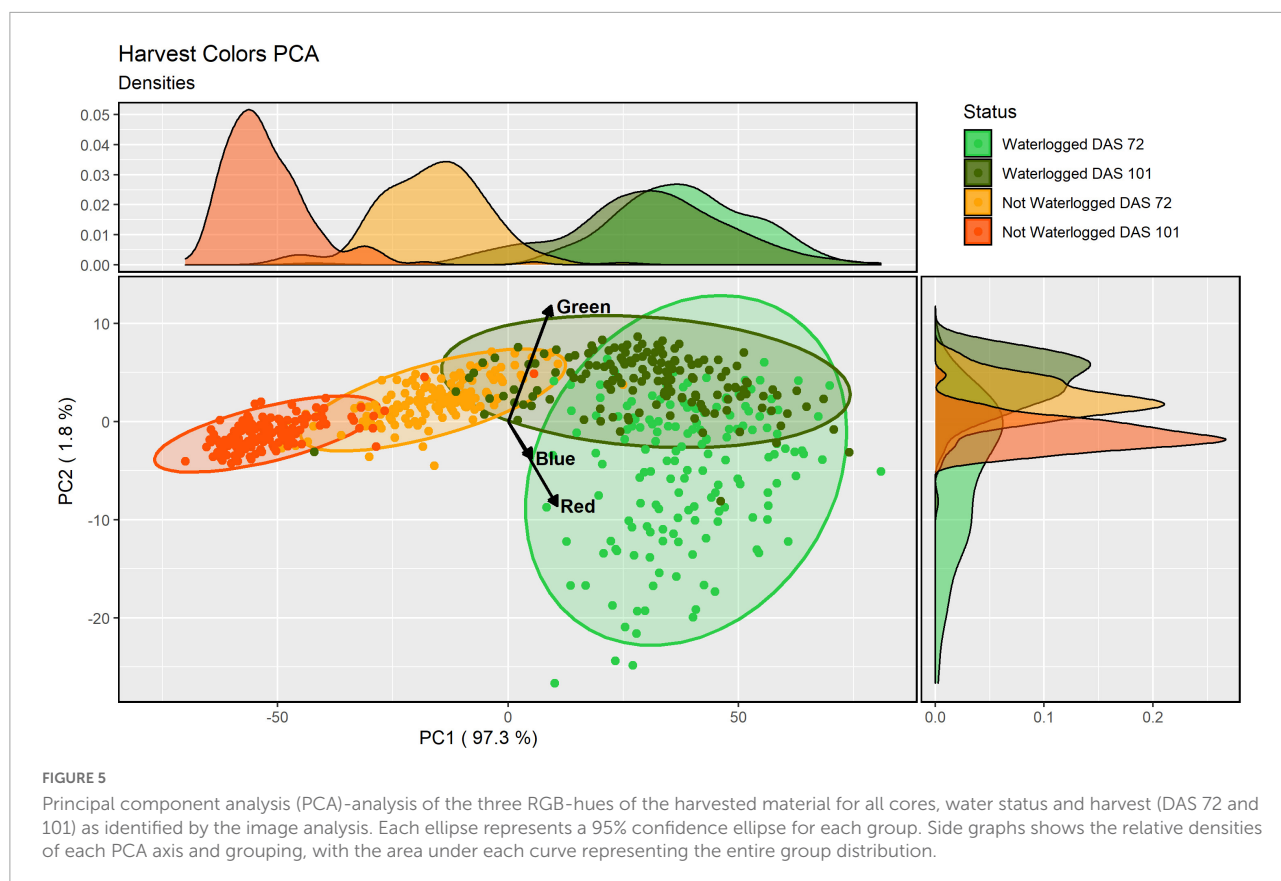 Harvest Colors PCA
Densities
0.05
0.04
0.03
0.02
0.01
0.00
Status
Waterlogged DAS 72
Waterlogged DAS 101
Not Waterlogged DAS 72
Not Waterlogged DAS 101
PC2 ( 1.8 %)
10
0
-10
-20
Green
Blue
Red
-50
0
50
PC1 ( 97.3 %)
0.0
0.1
0.2
FIGURE 5
Principal component analysis (PCA)-analysis of the three RGB-hues of the harvested material for all cores, water status and harvest (DAS 72 and
101) as identified by the image analysis. Each ellipse represents a 95% confidence ellipse for each group. Side graphs shows the relative densities
of each PCA axis and grouping, with the area under each curve representing the entire group distribution.